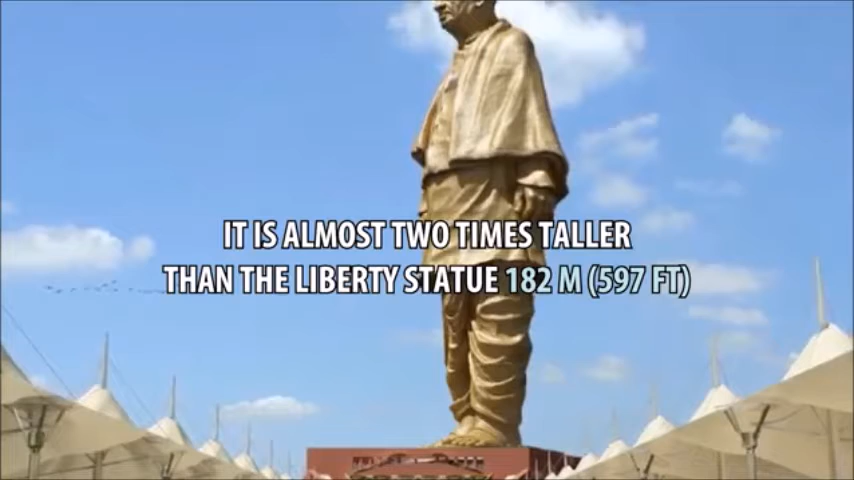 IT IS ALMOST TWO TIMES TALLER
THAN THE LIBERTY STATUE 182 M (597 FT)